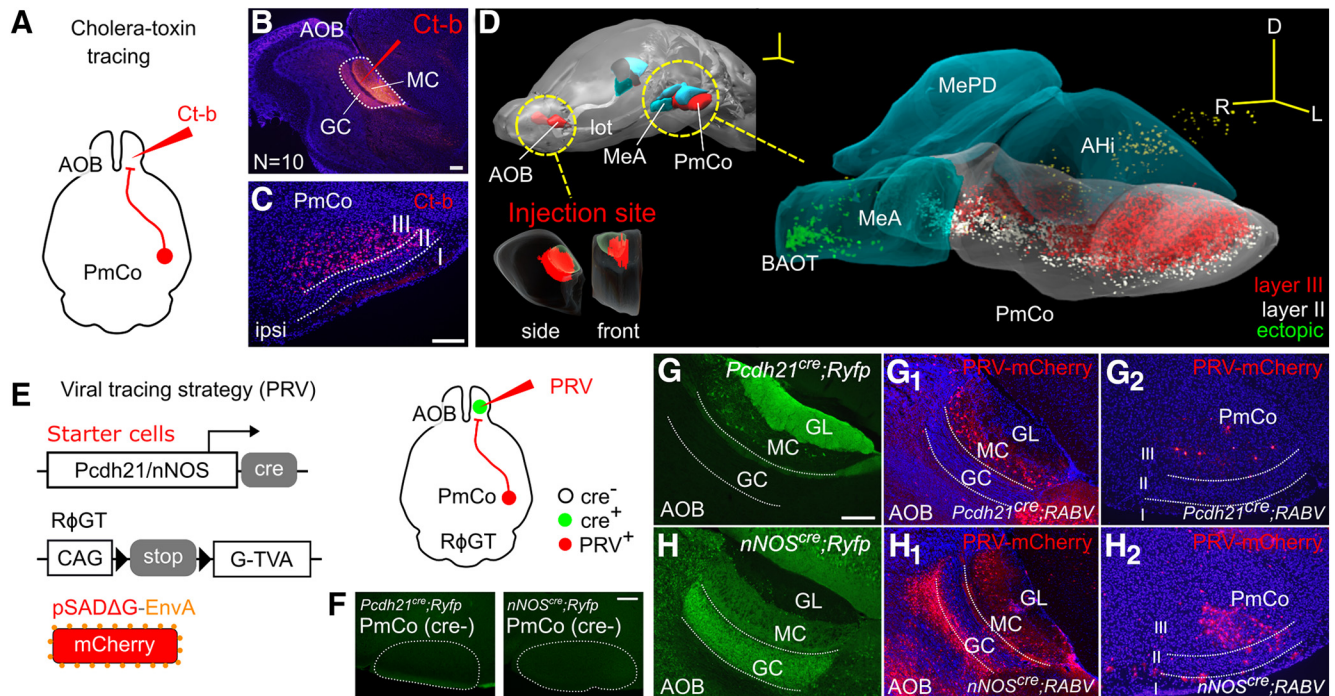 A
Cholera-toxin
tracing
Ct-b
AOB
PmCo
B
AOB
Ct-b
MC
GC
N=10
C
PmCo
Ct-b
III
II
I
ipsi
D
lot
AOB
MeA
PmCo
Injection site
side
front
MePD
AHi
MeA
BAOT
PmCo
D
R
L
layer III
layer II
ectopic
E
Viral tracing strategy (PRV)
Starter cells
Pcdh21/nNOS
cre
RϕGT
CAG
stop
G-TVA
pSADΔG-EnvA
mCherry
PRV
AOB
PmCo
RϕGT
cre-
cre+
PRV+
F
Pcdh21cre;Ryfp
PmCo (cre-)
nNOScre;Ryfp
PmCo (cre-)
G
Pcdh21cre;Ryfp
GL
MC
GC
AOB
G1
PRV-mCherry
GL
MC
GC
AOB
Pcdh21cre;RABV
G2
PRV-mCherry
PmCo
III
II
I
Pcdh21cre;RABV
H
nNOScre;Ryfp
GL
MC
GC
AOB
H1
PRV-mCherry
GL
MC
GC
AOB
nNOScre;RABV
H2
PRV-mCherry
PmCo
III
II
I
nNOScre;RABV